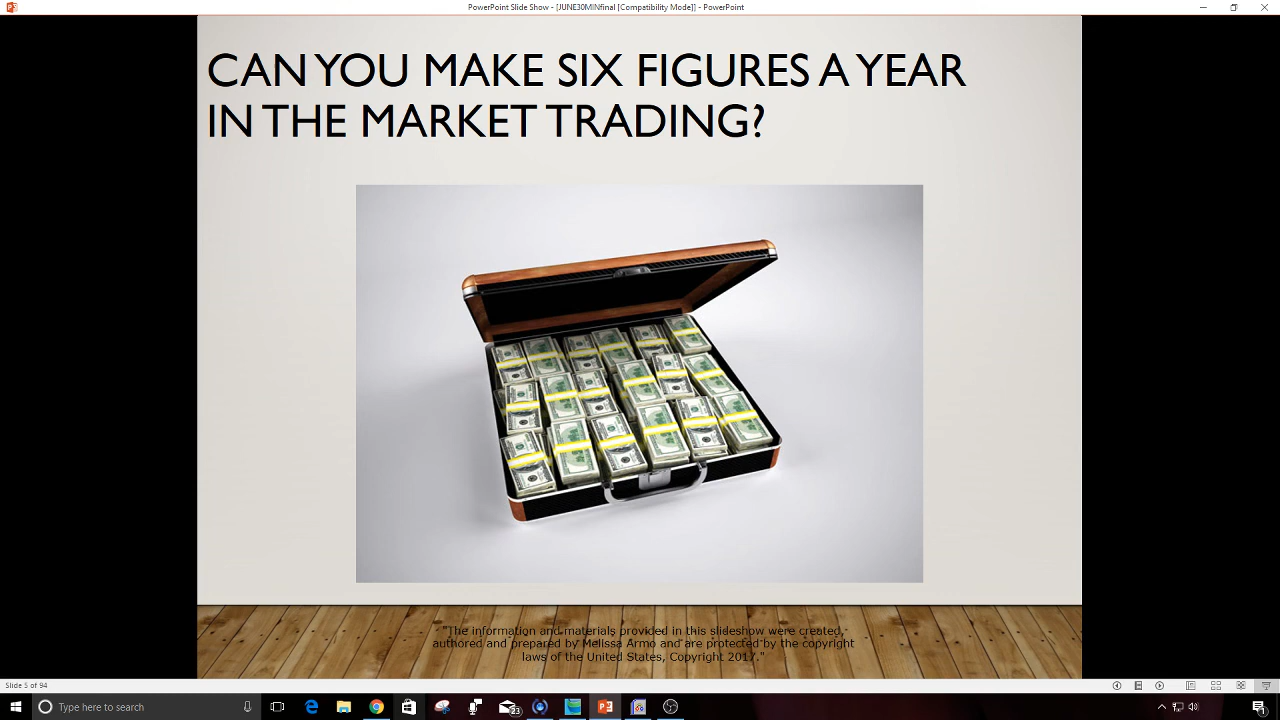 PowerPoint Slide Show - [JUNE30MINfinal [Compatibility Mode]] - PowerPoint
CAN YOU MAKE SIX FIGURES A YEAR
IN THE MARKET TRADING?
"The information and materials provided in this slideshow were created,
authored and prepared by Melissa Armo and are protected by the copyright
laws of the United States, Copyright 2017."
Slide 5 of 94
Type here to search
23
1